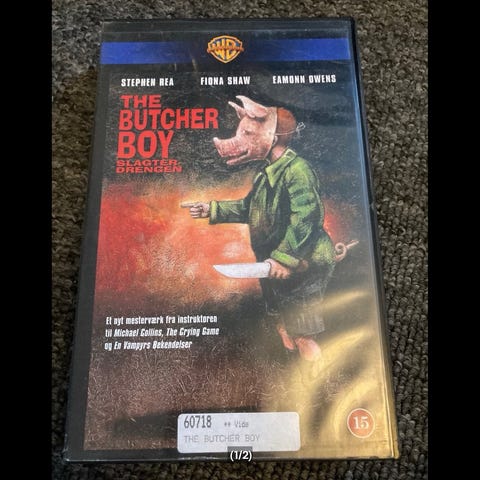 WB
STEPHEN REA FIONA SHAW EAMONN OWENS
THE
BUTCHER
BOY
SLAGTER-
DRENGEN
Et nyt mesterværk fra instruktøren
til Michael Collins, The Crying Game
og En Vampyrs Bekendelser
60718 ** Vide
THE BUTCHER BOY
15
(1/2)